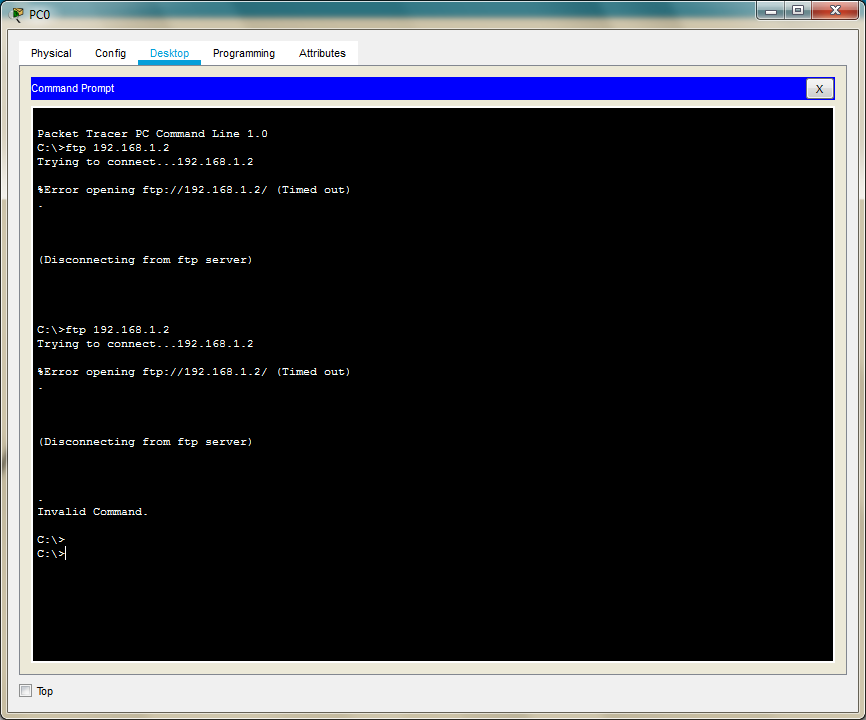 PC0
Physical Config Desktop Programming Attributes
Command Prompt
X
Packet Tracer PC Command Line 1.0
C:\>ftp 192.168.1.2
Trying to connect...192.168.1.2
%Error opening ftp://192.168.1.2/ (Timed out)
.
(Disconnecting from ftp server)
C:\>ftp 192.168.1.2
Trying to connect...192.168.1.2
%Error opening ftp://192.168.1.2/ (Timed out)
.
(Disconnecting from ftp server)
.
Invalid Command.
C:\>
C:\>
Top